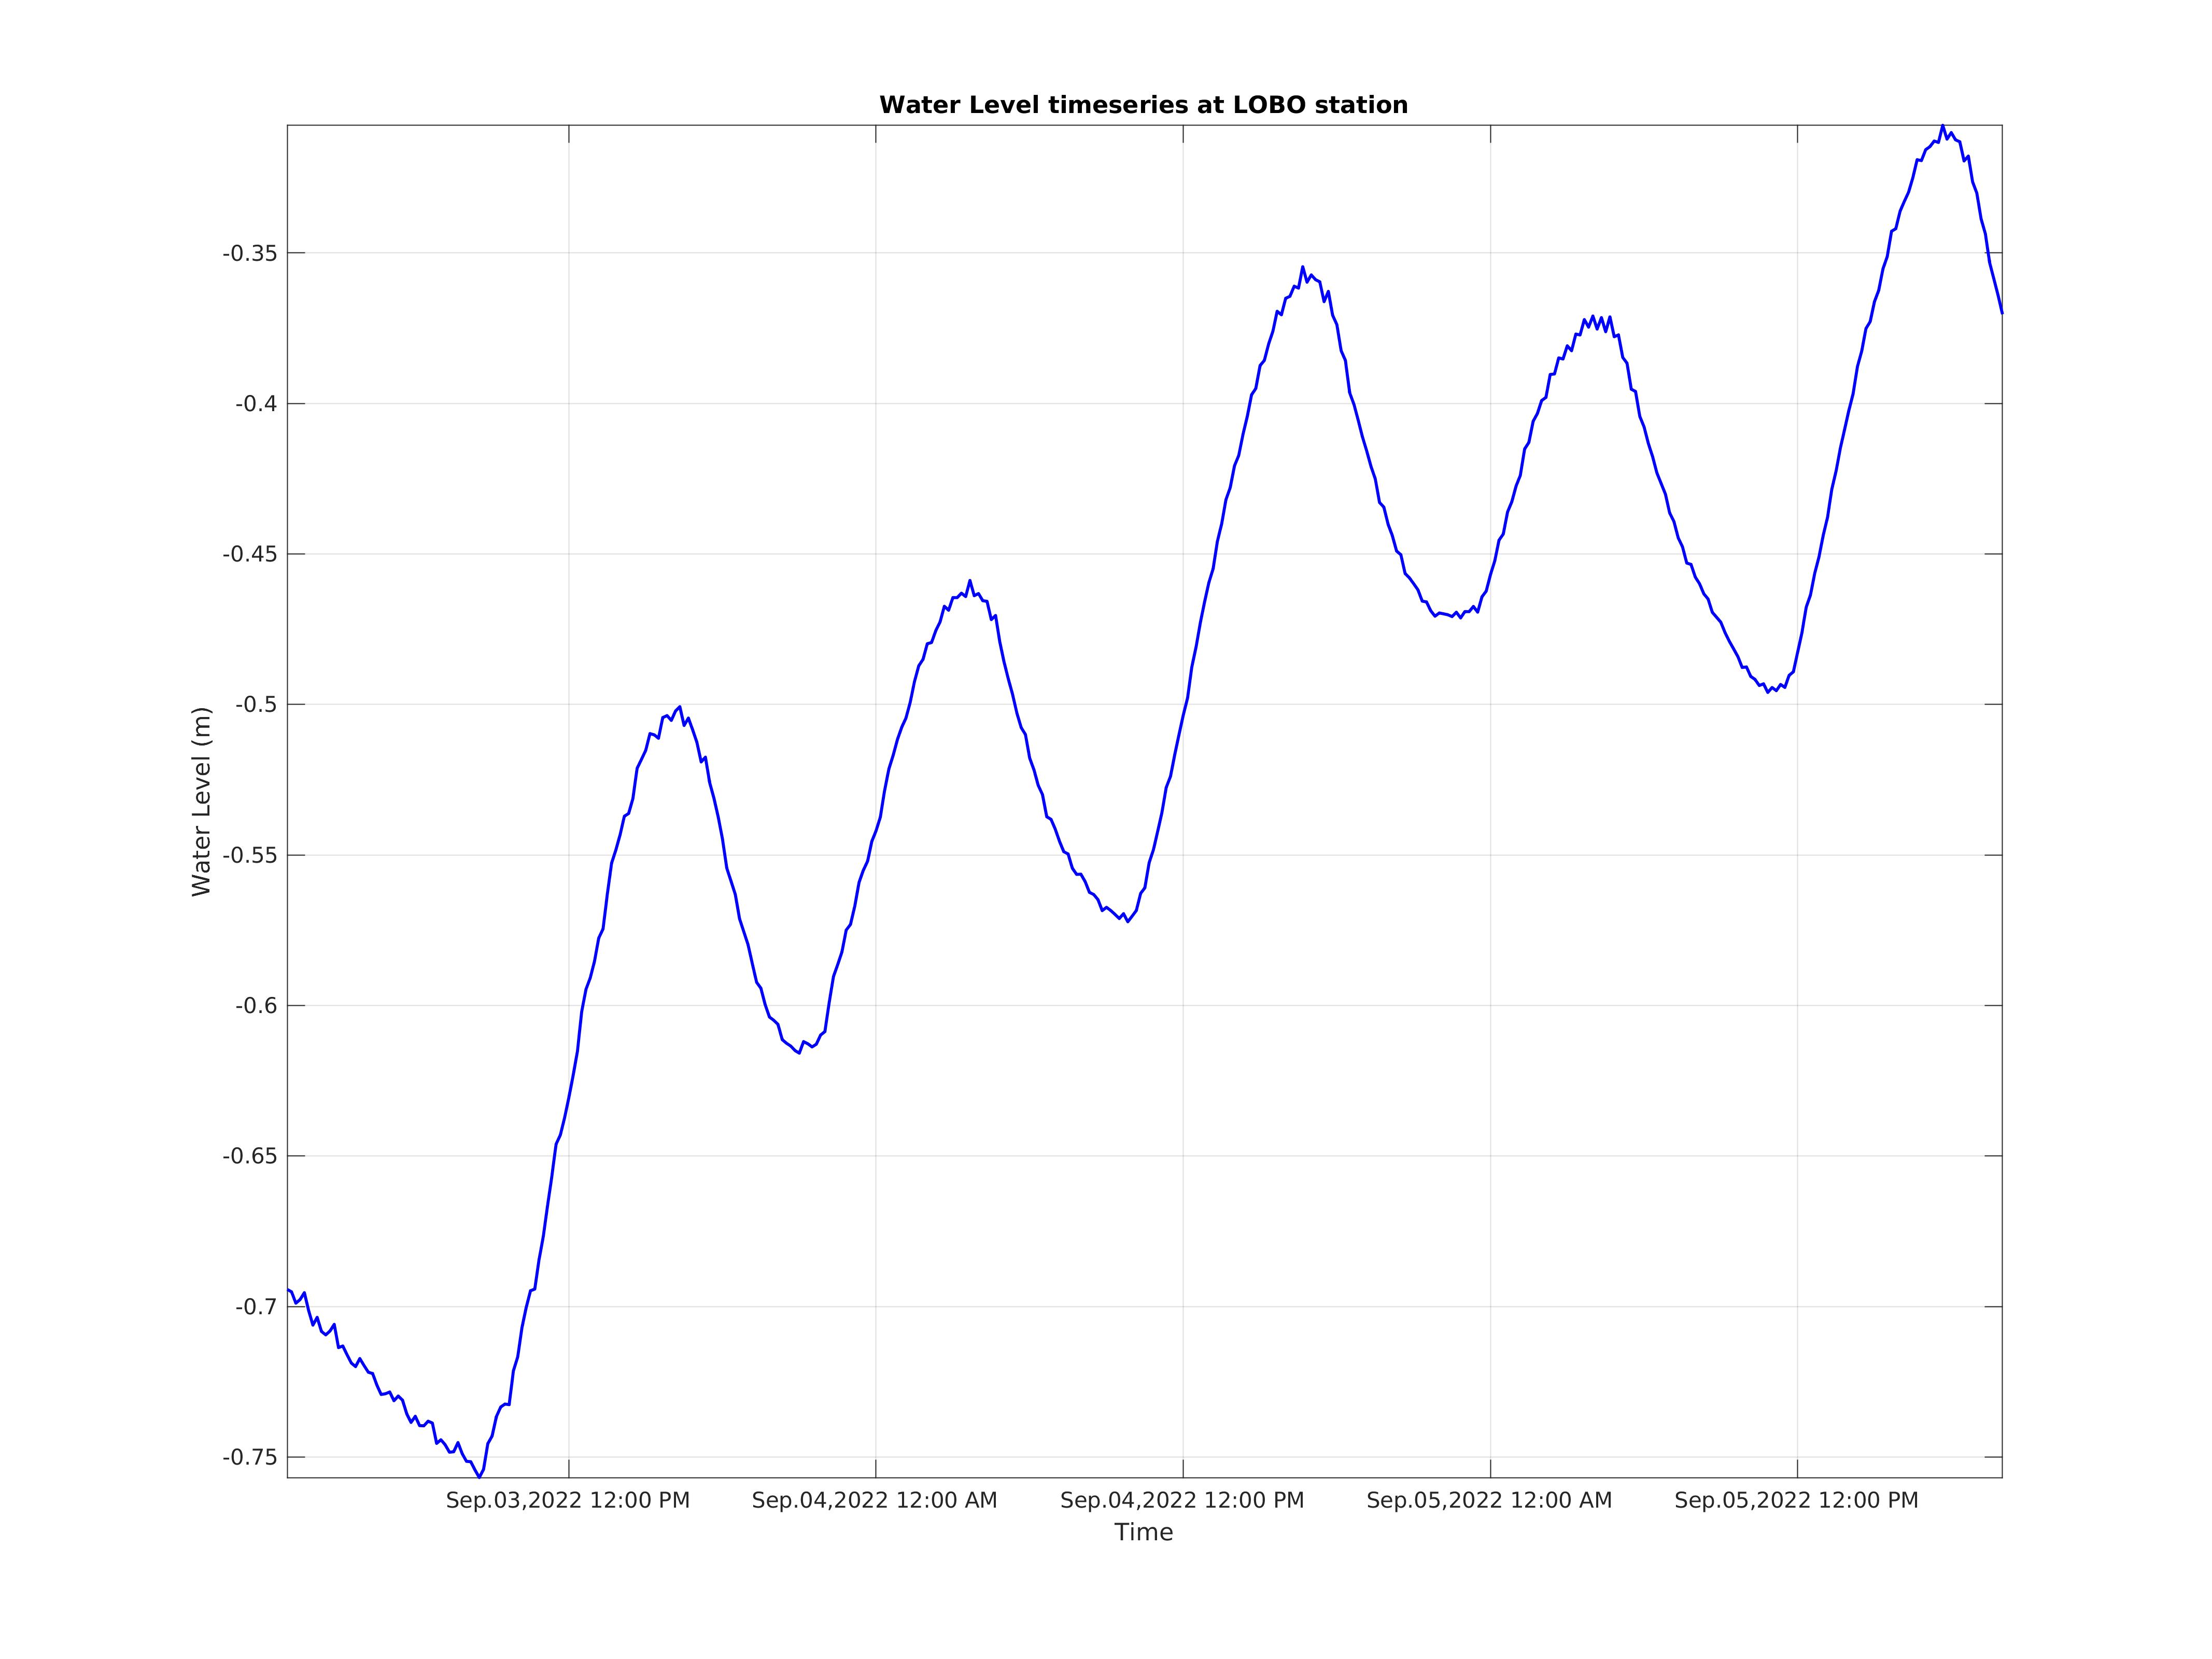 Water Level timeseries at LOBO station
-0.35
-0.4
-0.45
-0.5
-0.55
-0.6
-0.65
-0.7
-0.75
Water Level (m)
Sep.03,2022 12:00 PM
Sep.04,2022 12:00 AM
Sep.04,2022 12:00 PM
Sep.05,2022 12:00 AM
Sep.05,2022 12:00 PM
Time